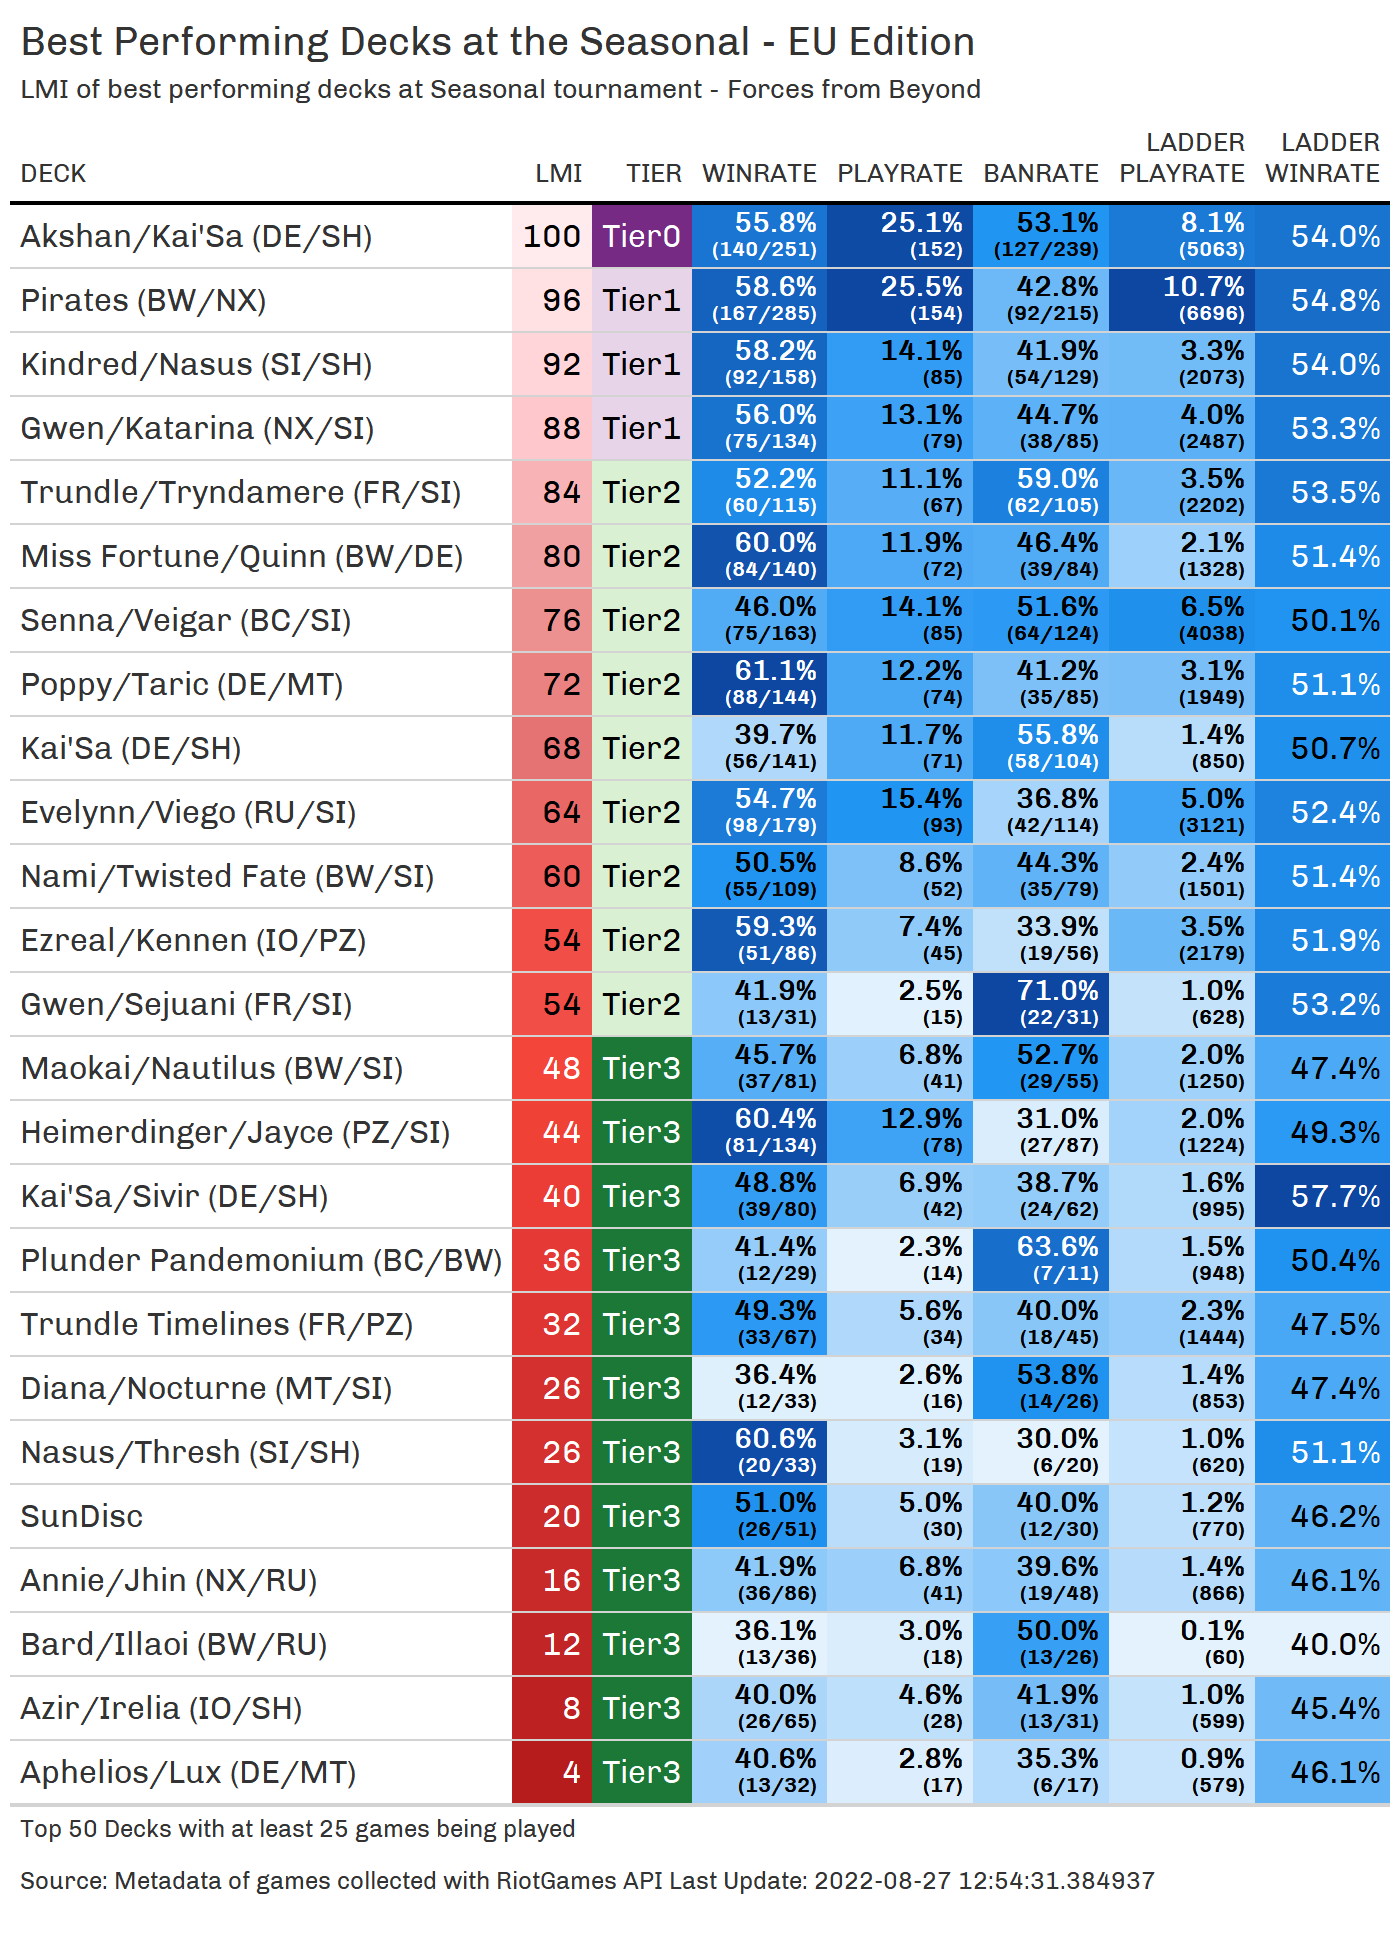 Best Performing Decks at the Seasonal - EU Edition
LMI of best performing decks at Seasonal tournament - Forces from Beyond
LADDER LADDER
DECK LMI TIER WINRATE PLAYRATE BANRATE PLAYRATE WINRATE
Akshan/Kai'Sa (DE/SH) 100 Tier0 55.8% 25.1% 53.1% 8.1% 54.0%
(140/251) (152) (127/239) (5063)
Pirates (BW/NX) 96 Tier1 58.6% 25.5% 42.8% 10.7% 54.8%
(167/285) (154) (92/215) (6696)
Kindred/Nasus (SI/SH) 92 Tier1 58.2% 14.1% 41.9% 3.3% 54.0%
(92/158) (85) (54/129) (2073)
Gwen/Katarina (NX/SI) 88 Tier1 56.0% 13.1% 44.7% 4.0% 53.3%
(75/134) (79) (38/85) (2487)
Trundle/Tryndamere (FR/SI) 84 Tier2 52.2% 11.1% 59.0% 3.5% 53.5%
(60/115) (67) (62/105) (2202)
Miss Fortune/Quinn (BW/DE) 80 Tier2 60.0% 11.9% 46.4% 2.1% 51.4%
(84/140) (72) (39/84) (1328)
Senna/Veigar (BC/SI) 76 Tier2 46.0% 14.1% 51.6% 6.5% 50.1%
(75/163) (85) (64/124) (4038)
Poppy/Taric (DE/MT) 72 Tier2 61.1% 12.2% 41.2% 3.1% 51.1%
(88/144) (74) (35/85) (1949)
Kai'Sa (DE/SH) 68 Tier2 39.7% 11.7% 55.8% 1.4% 50.7%
(56/141) (71) (58/104) (850)
Evelynn/Viego (RU/SI) 64 Tier2 54.7% 15.4% 36.8% 5.0% 52.4%
(98/179) (93) (42/114) (3121)
Nami/Twisted Fate (BW/SI) 60 Tier2 50.5% 8.6% 44.3% 2.4% 51.4%
(55/109) (52) (35/79) (1501)
Ezreal/Kennen (IO/PZ) 54 Tier2 59.3% 7.4% 33.9% 3.5% 51.9%
(51/86) (45) (19/56) (2179)
Gwen/Sejuani (FR/SI) 54 Tier2 41.9% 2.5% 71.0% 1.0% 53.2%
(13/31) (15) (22/31) (628)
Maokai/Nautilus (BW/SI) 48 Tier3 45.7% 6.8% 52.7% 2.0% 47.4%
(37/81) (41) (29/55) (1250)
Heimerdinger/Jayce (PZ/SI) 44 Tier3 60.4% 12.9% 31.0% 2.0% 49.3%
(81/134) (78) (27/87) (1224)
Kai'Sa/Sivir (DE/SH) 40 Tier3 48.8% 6.9% 38.7% 1.6% 57.7%
(39/80) (42) (24/62) (995)
Plunder Pandemonium (BC/BW) 36 Tier3 41.4% 2.3% 63.6% 1.5% 50.4%
(12/29) (14) (7/11) (948)
Trundle Timelines (FR/PZ) 32 Tier3 49.3% 5.6% 40.0% 2.3% 47.5%
(33/67) (34) (18/45) (1444)
Diana/Nocturne (MT/SI) 26 Tier3 36.4% 2.6% 53.8% 1.4% 47.4%
(12/33) (16) (14/26) (853)
Nasus/Thresh (SI/SH) 26 Tier3 60.6% 3.1% 30.0% 1.0% 51.1%
(20/33) (19) (6/20) (620)
SunDisc 20 Tier3 51.0% 5.0% 40.0% 1.2% 46.2%
(26/51) (30) (12/30) (770)
Annie/Jhin (NX/RU) 16 Tier3 41.9% 6.8% 39.6% 1.4% 46.1%
(36/86) (41) (19/48) (866)
Bard/Illaoi (BW/RU) 12 Tier3 36.1% 3.0% 50.0% 0.1% 40.0%
(13/36) (18) (13/26) (60)
Azir/Irelia (IO/SH) 8 Tier3 40.0% 4.6% 41.9% 1.0% 45.4%
(26/65) (28) (13/31) (599)
Aphelios/Lux (DE/MT) 4 Tier3 40.6% 2.8% 35.3% 0.9% 46.1%
(13/32) (17) (6/17) (579)
Top 50 Decks with at least 25 games being played
Source: Metadata of games collected with RiotGames API Last Update: 2022-08-27 12:54:31.384937